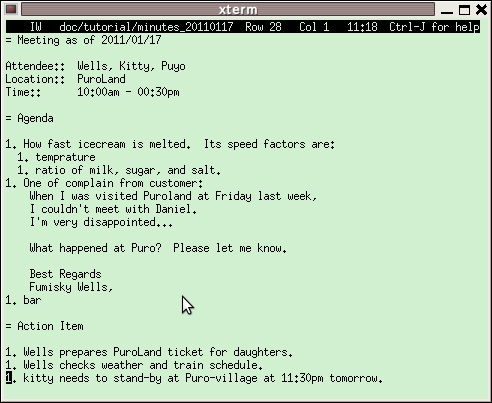 xterm
IW doc/tutorial/minutes_20110117 Row 28 Col 1 11:18 Ctrl-J for help
= Meeting as of 2011/01/17
Attendee:: Wells, Kitty, Puyo
Location:: PuroLand
Time:: 10:00am - 00:30pm
= Agenda
1. How fast icecream is melted. Its speed factors are:
1. temprature
1. ratio of milk, sugar, and salt.
1. One of complain from customer:
When I was visited Puroland at Friday last week,
I couldn't meet with Daniel.
I'm very disappointed...
What happened at Puro? Please let me know.
Best Regards
Fumisky Wells,
1. bar
= Action Item
1. Wells prepares PuroLand ticket for daughters.
1. Wells checks weather and train schedule.
1. kitty needs to stand-by at Puro-village at 11:30pm tomorrow.